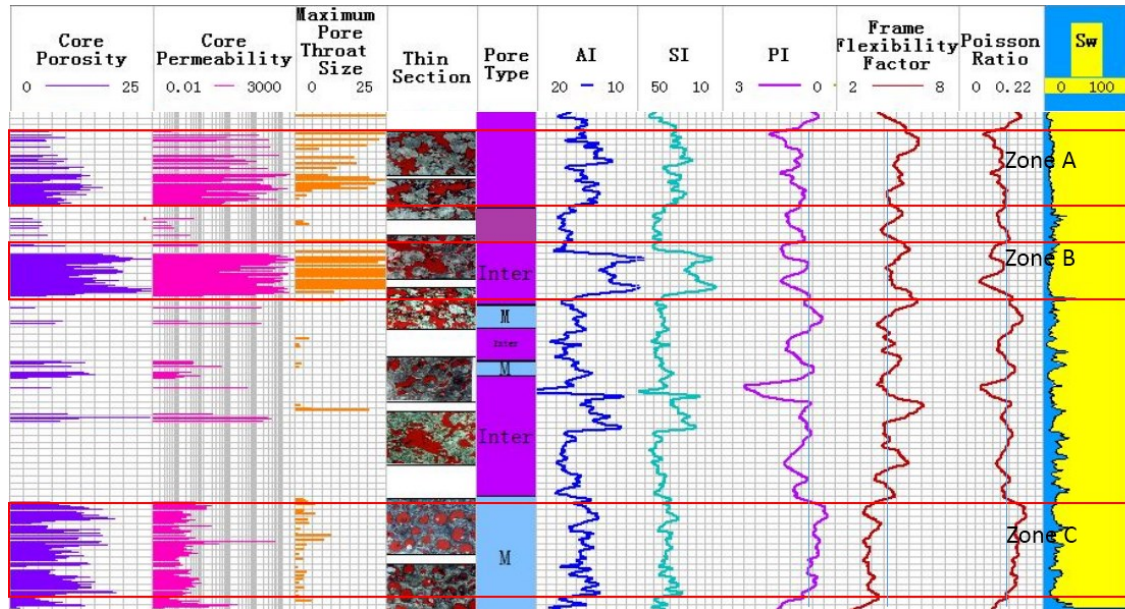 Core Porosity
0 25
Core Permeability
0.01 3000
Maximum Pore Throat Size
0 25
Thin Section
Pore Type
AI
20 10
SI
50 10
PI
3 0
Frame Flexibility Factor
2 8
Poisson Ratio
0 0.22
Sw
0 100
Zone A
Zone B
Inter
M
Inter
M
Inter
Zone C
M